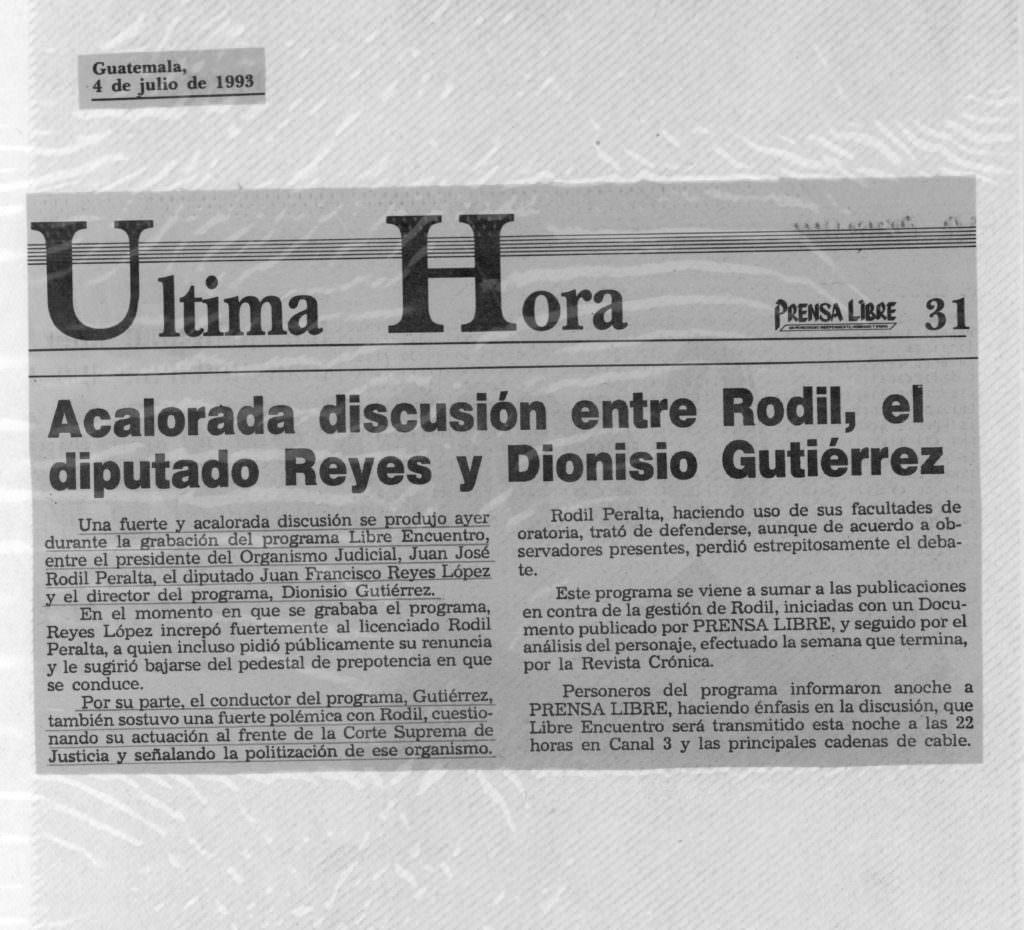 Guatemala,
4 de julio de 1993
Ultima Hora
PRENSA LIBRE 31
Acalorada discusión entre Rodil, el
diputado Reyes y Dionisio Gutiérrez
Una fuerte y acalorada discusión se produjo ayer
durante la grabación del programa Libre Encuentro,
entre el presidente del Organismo Judicial, Juan José
Rodil Peralta, el diputado Juan Francisco Reyes López
y el director del programa, Dionisio Gutiérrez.
En el momento en que se grababa el programa,
Reyes López increpó fuertemente al licenciado Rodil
Peralta, a quien incluso pidió públicamente su renuncia
y le sugirió bajarse del pedestal de prepotencia en que
se conduce.
Por su parte, el conductor del programa, Gutiérrez,
también sostuvo una fuerte polémica con Rodil, cuestio-
nando su actuación al frente de la Corte Suprema de
Justicia y señalando la politización de ese organismo.
Rodil Peralta, haciendo uso de sus facultades de
oratoria, trató de defenderse, aunque de acuerdo a ob-
servadores presentes, perdió estrepitosamente el deba-
te.
Este programa se viene a sumar a las publicaciones
en contra de la gestión de Rodil, iniciadas con un Docu-
mento publicado por PRENSA LIBRE, y seguido por el
análisis del personaje, efectuado la semana que termina,
por la Revista Crónica.
Personeros del programa informaron anoche a
PRENSA LIBRE, haciendo énfasis en la discusión, que
Libre Encuentro será transmitido esta noche a las 22
horas en Canal 3 y las principales cadenas de cable.